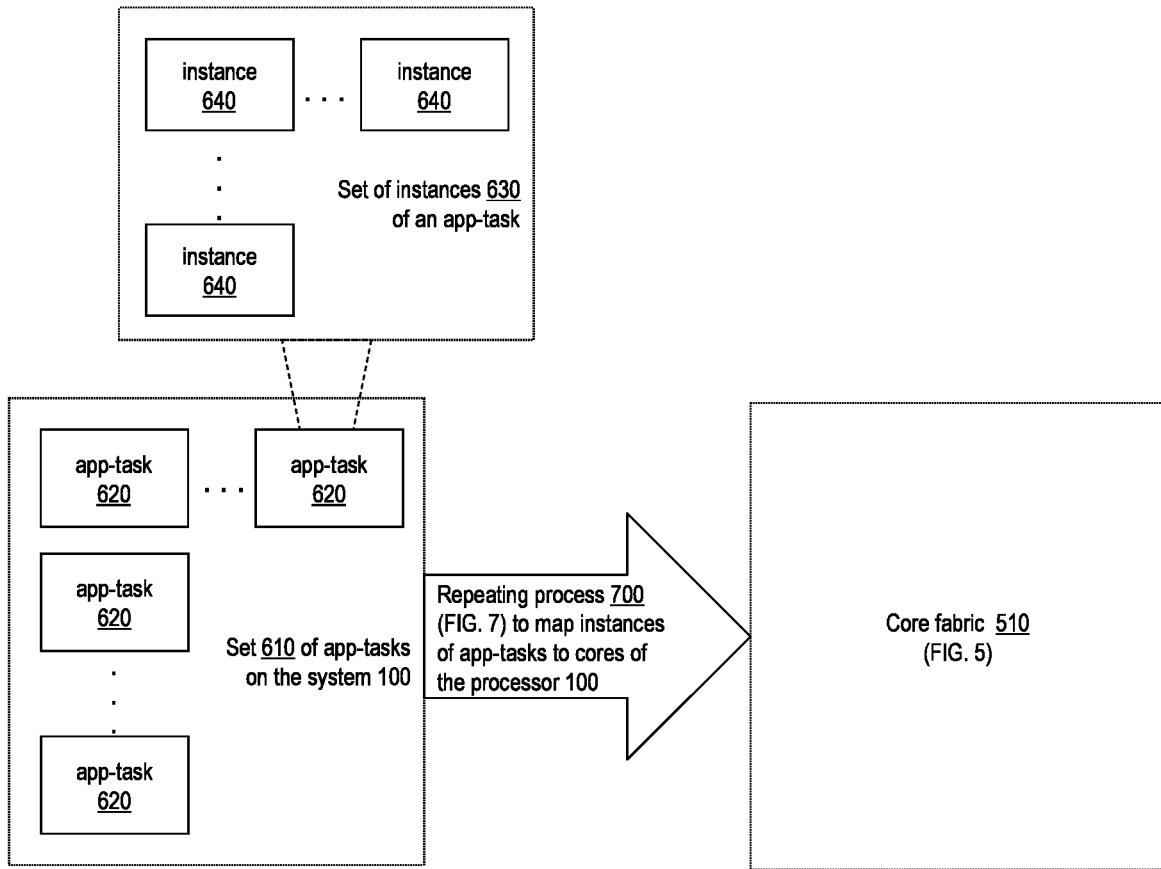 instance
640
. . .
instance
640
.
.
.
Set of instances 630
of an app-task
instance
640
app-task
620
. . .
app-task
620
app-task
620
Set 610 of app-tasks
on the system 100
.
.
.
app-task
620
Repeating process 700
(FIG. 7) to map instances
of app-tasks to cores of
the processor 100
Core fabric 510
(FIG. 5)